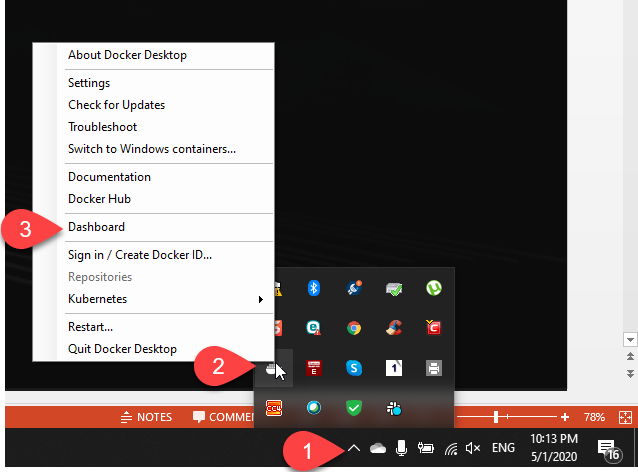 About Docker Desktop
Settings
Check for Updates
Troubleshoot
Switch to Windows containers...
Documentation
Docker Hub
3
Dashboard
Sign in / Create Docker ID...
Repositories
Kubernetes
Restart...
Quit Docker Desktop
2
E
1
CCL
NOTES
COMME
78%
1
ENG
10:13 PM
5/1/2020
16